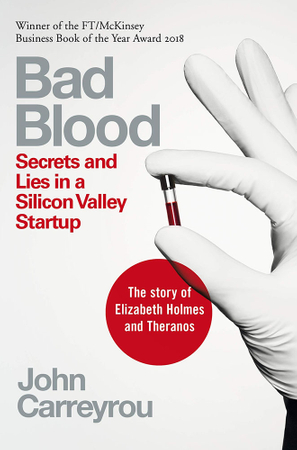 Winner of the FT/McKinsey
Business Book of the Year Award 2018
Bad
Blood
Secrets and
Lies in a
Silicon Valley
Startup
The story of
Elizabeth Holmes
and Theranos
John
Carreyrou